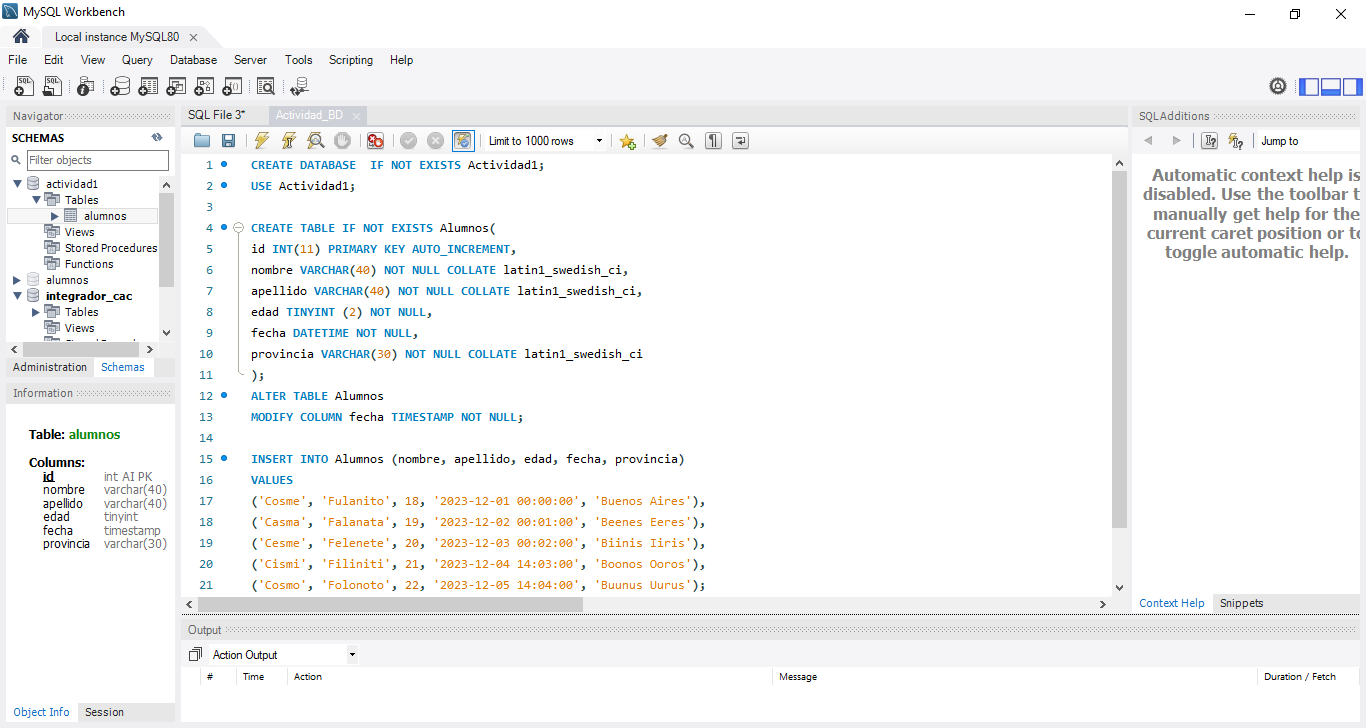 MySQL Workbench
Local instance MySQL80
File Edit View Query Database Server Tools Scripting Help
Navigator
SCHEMAS
Filter objects
actividad1
Tables
alumnos
Views
Stored Procedures
Functions
alumnos
integrador_cac
Tables
Views
Administration Schemas
Information
Table: alumnos
Columns:
id int AI PK
nombre varchar(40)
apellido varchar(40)
edad tinyint
fecha timestamp
provincia varchar(30)
Object Info Session
SQL File 3* Actividad_BD
Limit to 1000 rows
1 CREATE DATABASE  IF NOT EXISTS Actividad1;
2 USE Actividad1;
3
4 CREATE TABLE IF NOT EXISTS Alumnos(
5 id INT(11) PRIMARY KEY AUTO_INCREMENT,
6 nombre VARCHAR(40) NOT NULL COLLATE latin1_swedish_ci,
7 apellido VARCHAR(40) NOT NULL COLLATE latin1_swedish_ci,
8 edad TINYINT (2) NOT NULL,
9 fecha DATETIME NOT NULL,
10 provincia VARCHAR(30) NOT NULL COLLATE latin1_swedish_ci
11 );
12 ALTER TABLE Alumnos
13 MODIFY COLUMN fecha TIMESTAMP NOT NULL;
14
15 INSERT INTO Alumnos (nombre, apellido, edad, fecha, provincia)
16 VALUES
17 ('Cosme', 'Fulanito', 18, '2023-12-01 00:00:00', 'Buenos Aires'),
18 ('Casma', 'Falanata', 19, '2023-12-02 00:01:00', 'Beenes Eeres'),
19 ('Cesme', 'Felenete', 20, '2023-12-03 00:02:00', 'Biinis Iiris'),
20 ('Cismi', 'Filiniti', 21, '2023-12-04 14:03:00', 'Boonos Ooros'),
21 ('Cosmo', 'Folonoto', 22, '2023-12-05 14:04:00', 'Buunus Uurus');
SQLAdditions
Jump to
Automatic context help is
disabled. Use the toolbar t
manually get help for the
current caret position or to
toggle automatic help.
Context Help Snippets
Output
Action Output
# Time Action Message Duration / Fetch